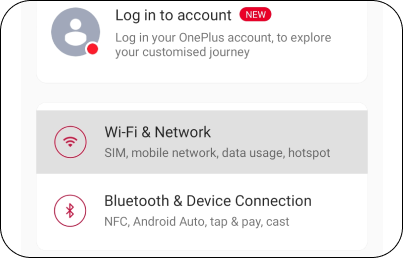 Log in to account NEW
Log in your OnePlus account, to explore
your customised journey
Wi-Fi & Network
SIM, mobile network, data usage, hotspot
Bluetooth & Device Connection
NFC, Android Auto, tap & pay, cast